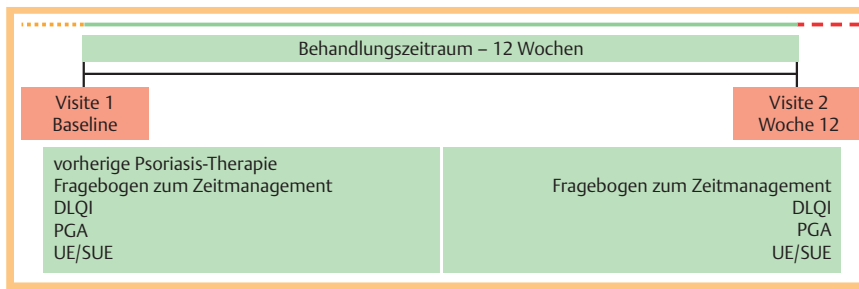 Behandlungszeitraum – 12 Wochen
Visite 1
Baseline
Visite 2
Woche 12
vorherige Psoriasis-Therapie
Fragebogen zum Zeitmanagement
DLQI
PGA
UE/SUE
Fragebogen zum Zeitmanagement
DLQI
PGA
UE/SUE